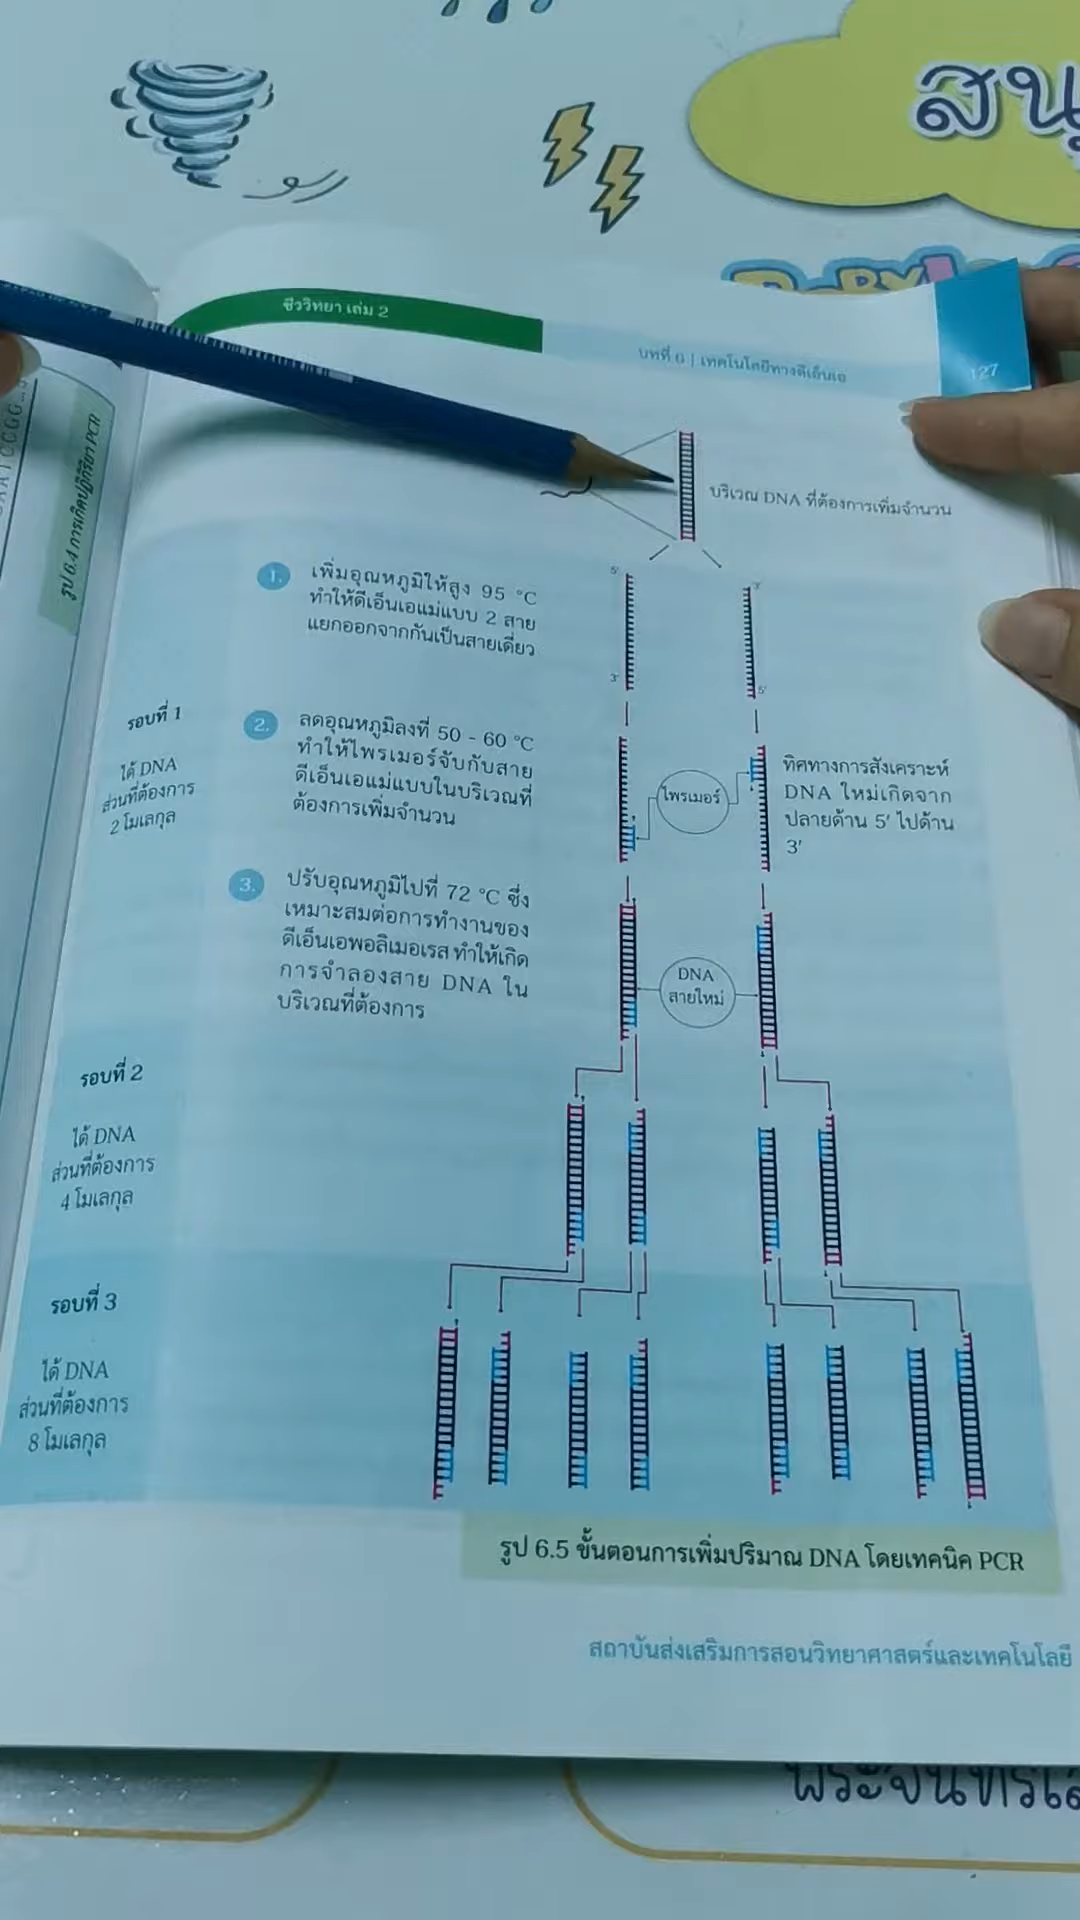 ชีววิทยา เล่ม 2
บทที่ 6 | เทคโนโลยีทางดีเอ็นเอ
127
รูป 6.4 การเกิดปฏิกิริยา PCR
บริเวณ DNA ที่ต้องการเพิ่มจำนวน
1.
เพิ่มอุณหภูมิให้สูง 95 °C
ทำให้ดีเอ็นเอแม่แบบ 2 สาย
แยกออกจากกันเป็นสายเดี่ยว
5'
3'
3'
5'
รอบที่ 1
ได้ DNA
ส่วนที่ต้องการ
2 โมเลกุล
2.
ลดอุณหภูมิลงที่ 50 - 60 °C
ทำให้ไพรเมอร์จับกับสาย
ดีเอ็นเอแม่แบบในบริเวณที่
ต้องการเพิ่มจำนวน
ไพรเมอร์
ทิศทางการสังเคราะห์
DNA ใหม่เกิดจาก
ปลายด้าน 5' ไปด้าน
3'
3.
ปรับอุณหภูมิไปที่ 72 °C ซึ่ง
เหมาะสมต่อการทำงานของ
ดีเอ็นเอพอลิเมอเรส ทำให้เกิด
การจำลองสาย DNA ใน
บริเวณที่ต้องการ
DNA
สายใหม่
รอบที่ 2
ได้ DNA
ส่วนที่ต้องการ
4 โมเลกุล
รอบที่ 3
ได้ DNA
ส่วนที่ต้องการ
8 โมเลกุล
รูป 6.5 ขั้นตอนการเพิ่มปริมาณ DNA โดยเทคนิค PCR
สถาบันส่งเสริมการสอนวิทยาศาสตร์และเทคโนโลยี